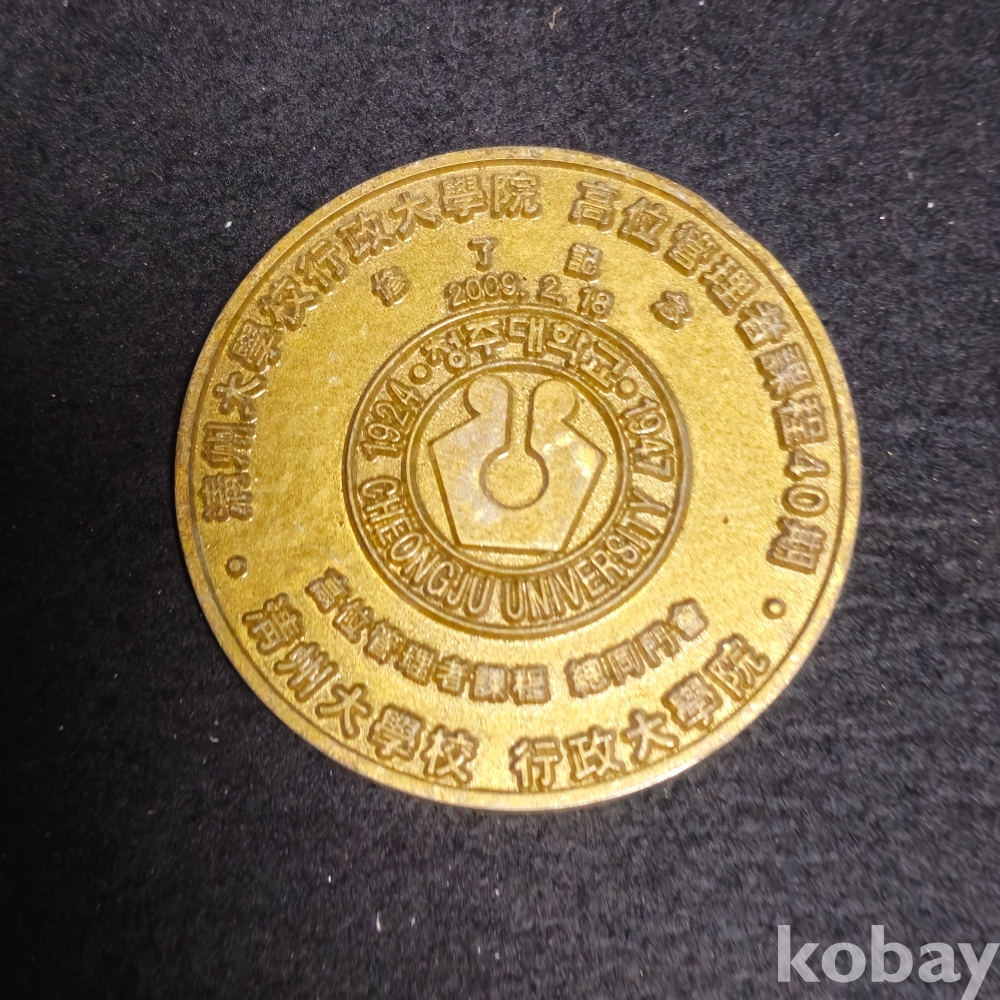 淸州大學校行政大學院 高位管理者課程40期
修了記念
2009. 2. 18
1924 • 청주대학교 • 1947
CHEONGJU UNIVERSITY
高位管理者課程 總同門會
淸州大學校 行政大學院
kobay